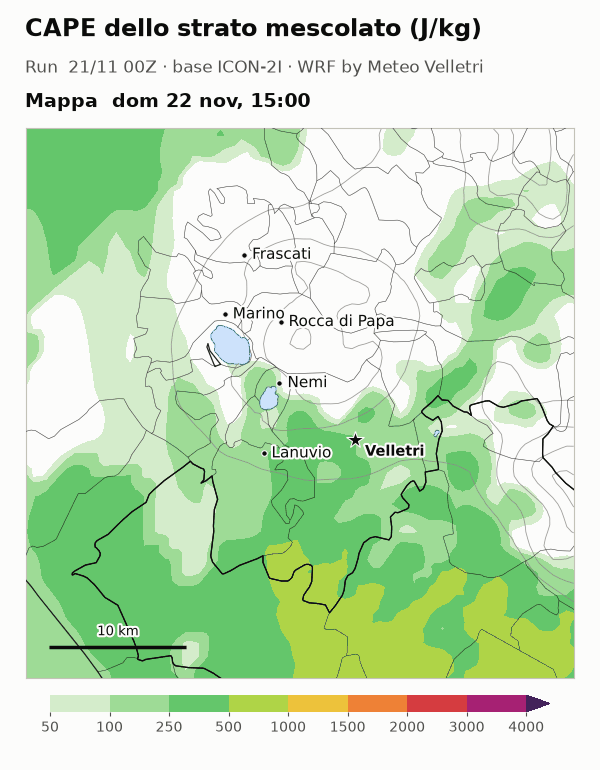 CAPE dello strato mescolato (J/kg)
Run  21/11 00Z · base ICON-2I · WRF by Meteo Velletri
Mappa  dom 22 nov, 15:00
Frascati
Marino
Rocca di Papa
Nemi
Lanuvio
Velletri
10 km
50 100 250 500 1000 1500 2000 3000 4000